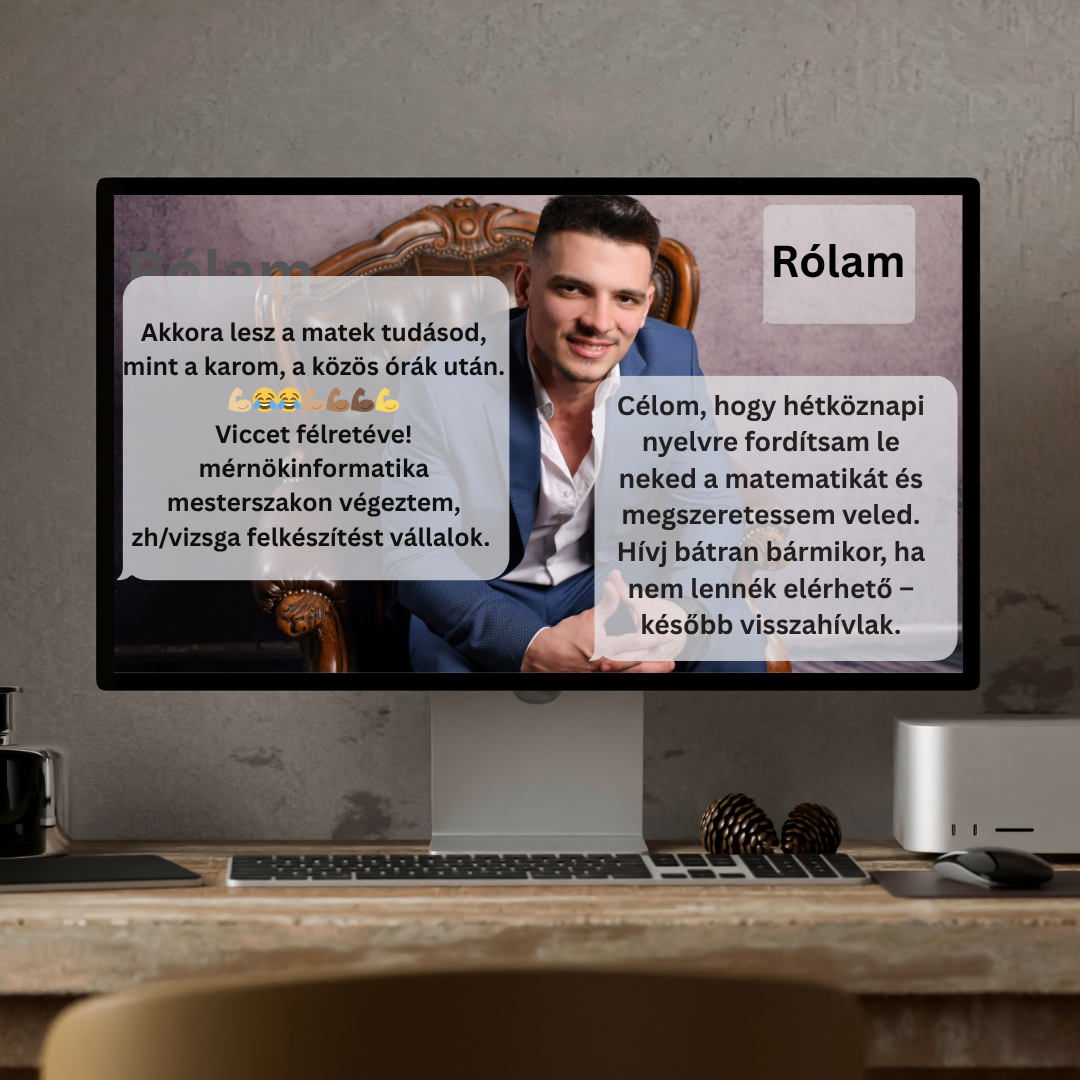 Rólam
Rólam
Akkora lesz a matek tudásod,
mint a karom, a közös órák után.
💪🏼😂😂💪🏽💪🏾💪🏿💪
Viccet félretéve!
mérnökinformatika
mesterszakon végeztem,
zh/vizsga felkészítést vállalok.
Célom, hogy hétköznapi
nyelvre fordítsam le
neked a matematikát és
megszeretessem veled.
Hívj bátran bármikor, ha
nem lennék elérhető –
később visszahívlak.